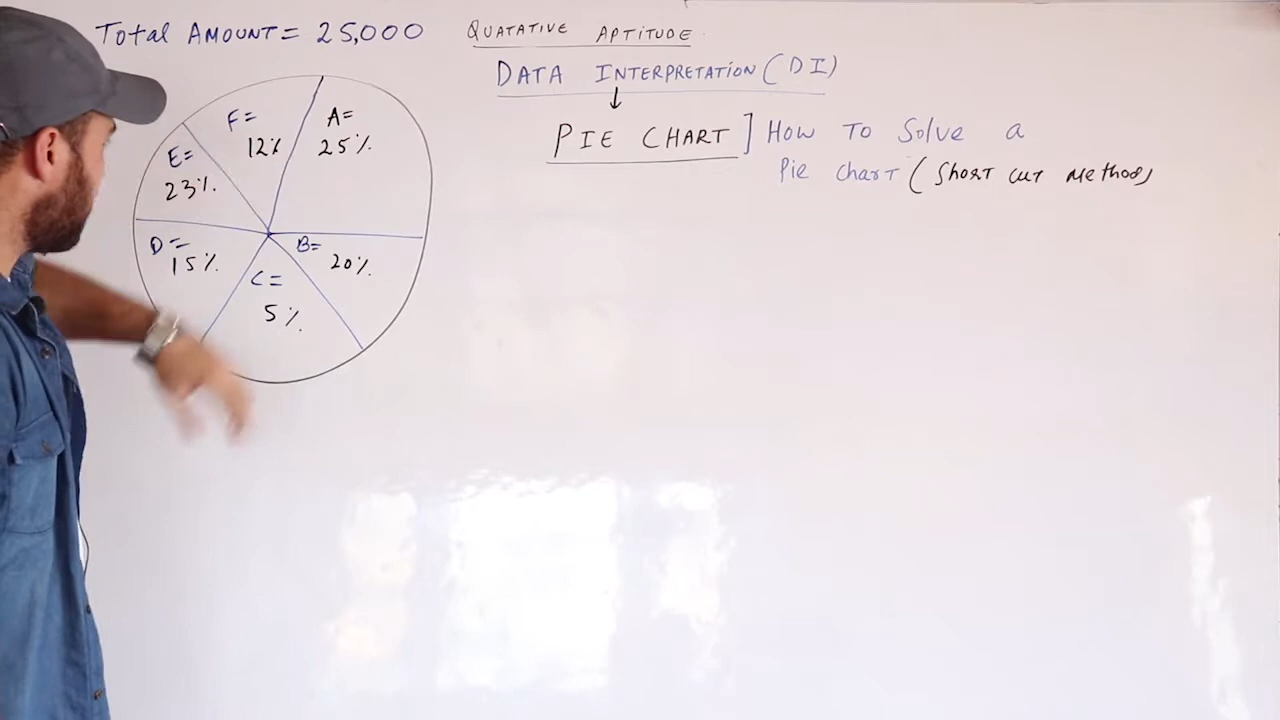 Total AMOUNT = 25,000
QUATATIVE APTITUDE
DATA INTERPRETATION (DI)
PIE CHART ] How To Solve a
Pie chart ( Short cut Method)
F=
12%
A=
25%.
E=
23%.
D=
15%.
B=
20%.
C=
5%.